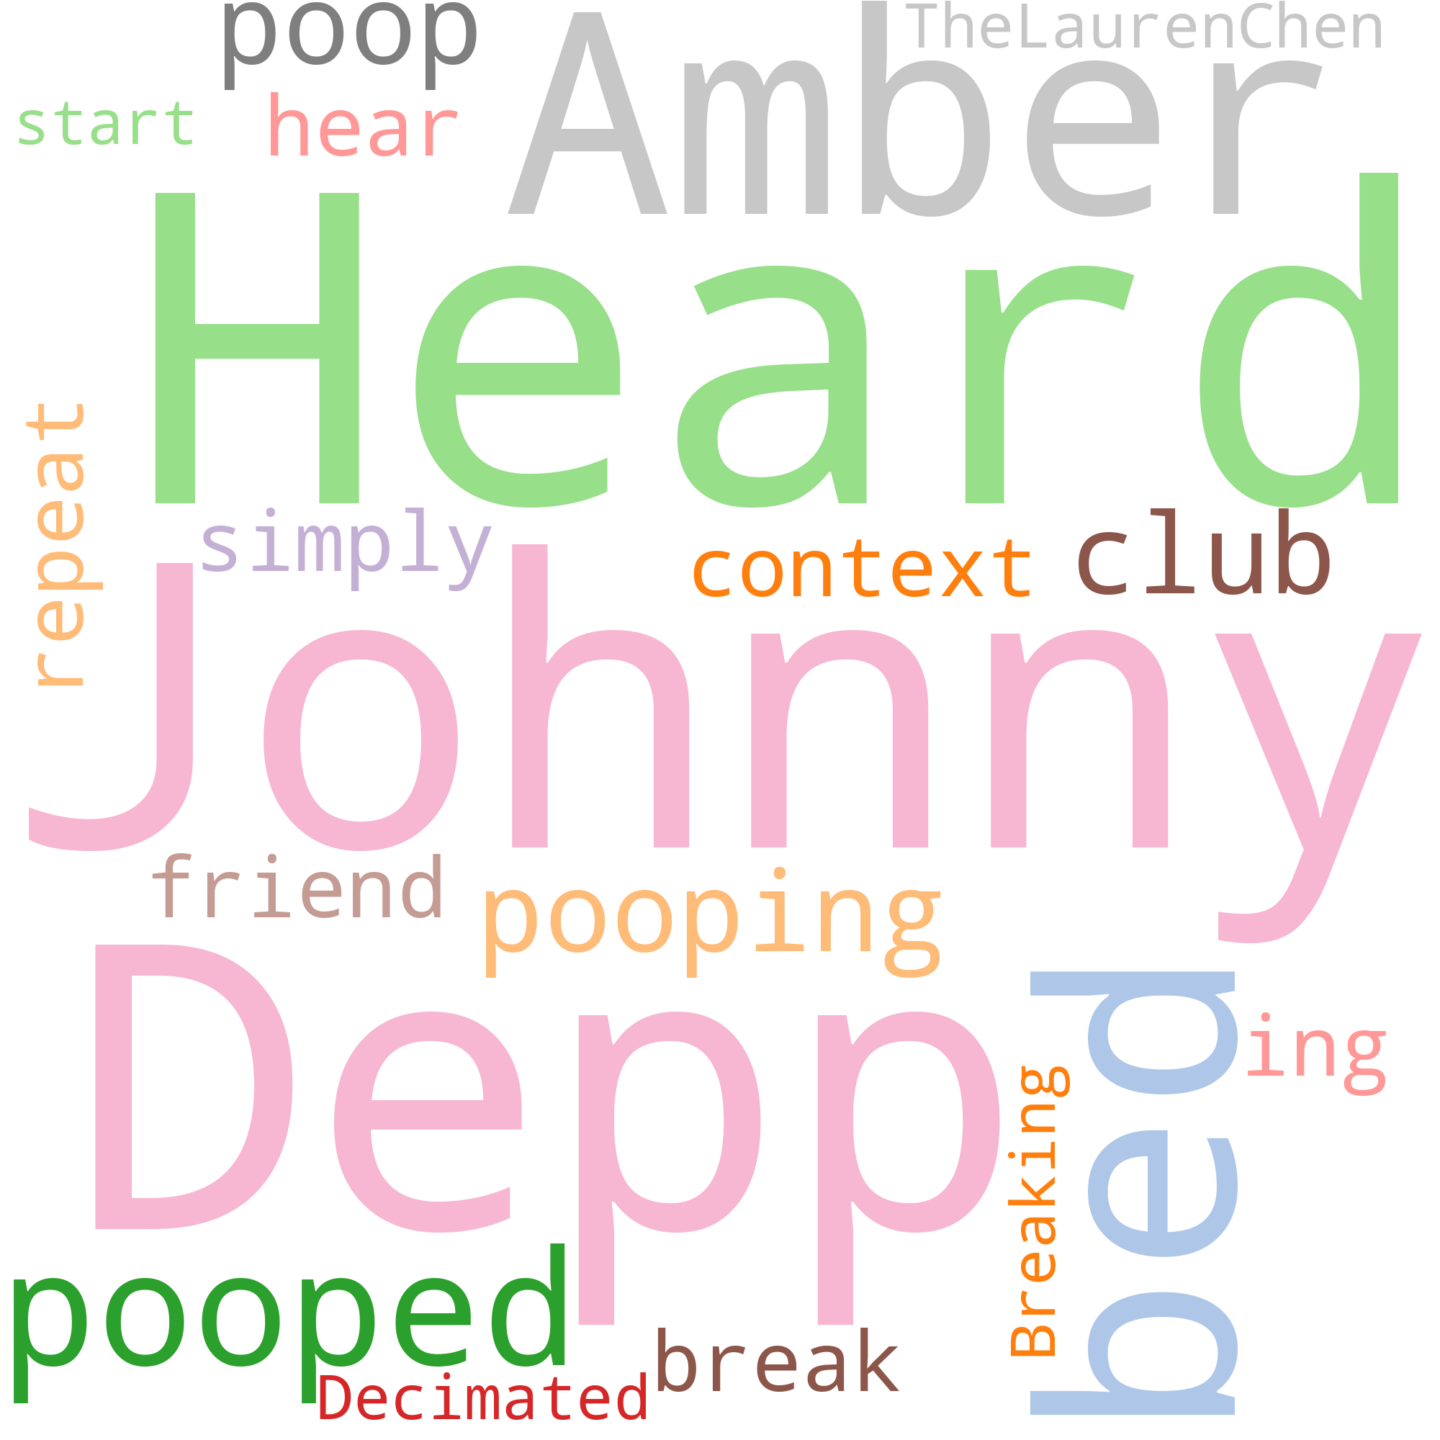 poop
TheLaurenChen
Amber
start
hear
Heard
repeat
simply
context
club
Johnny
friend
pooping
Depp
bed
ing
Breaking
pooped
break
Decimated